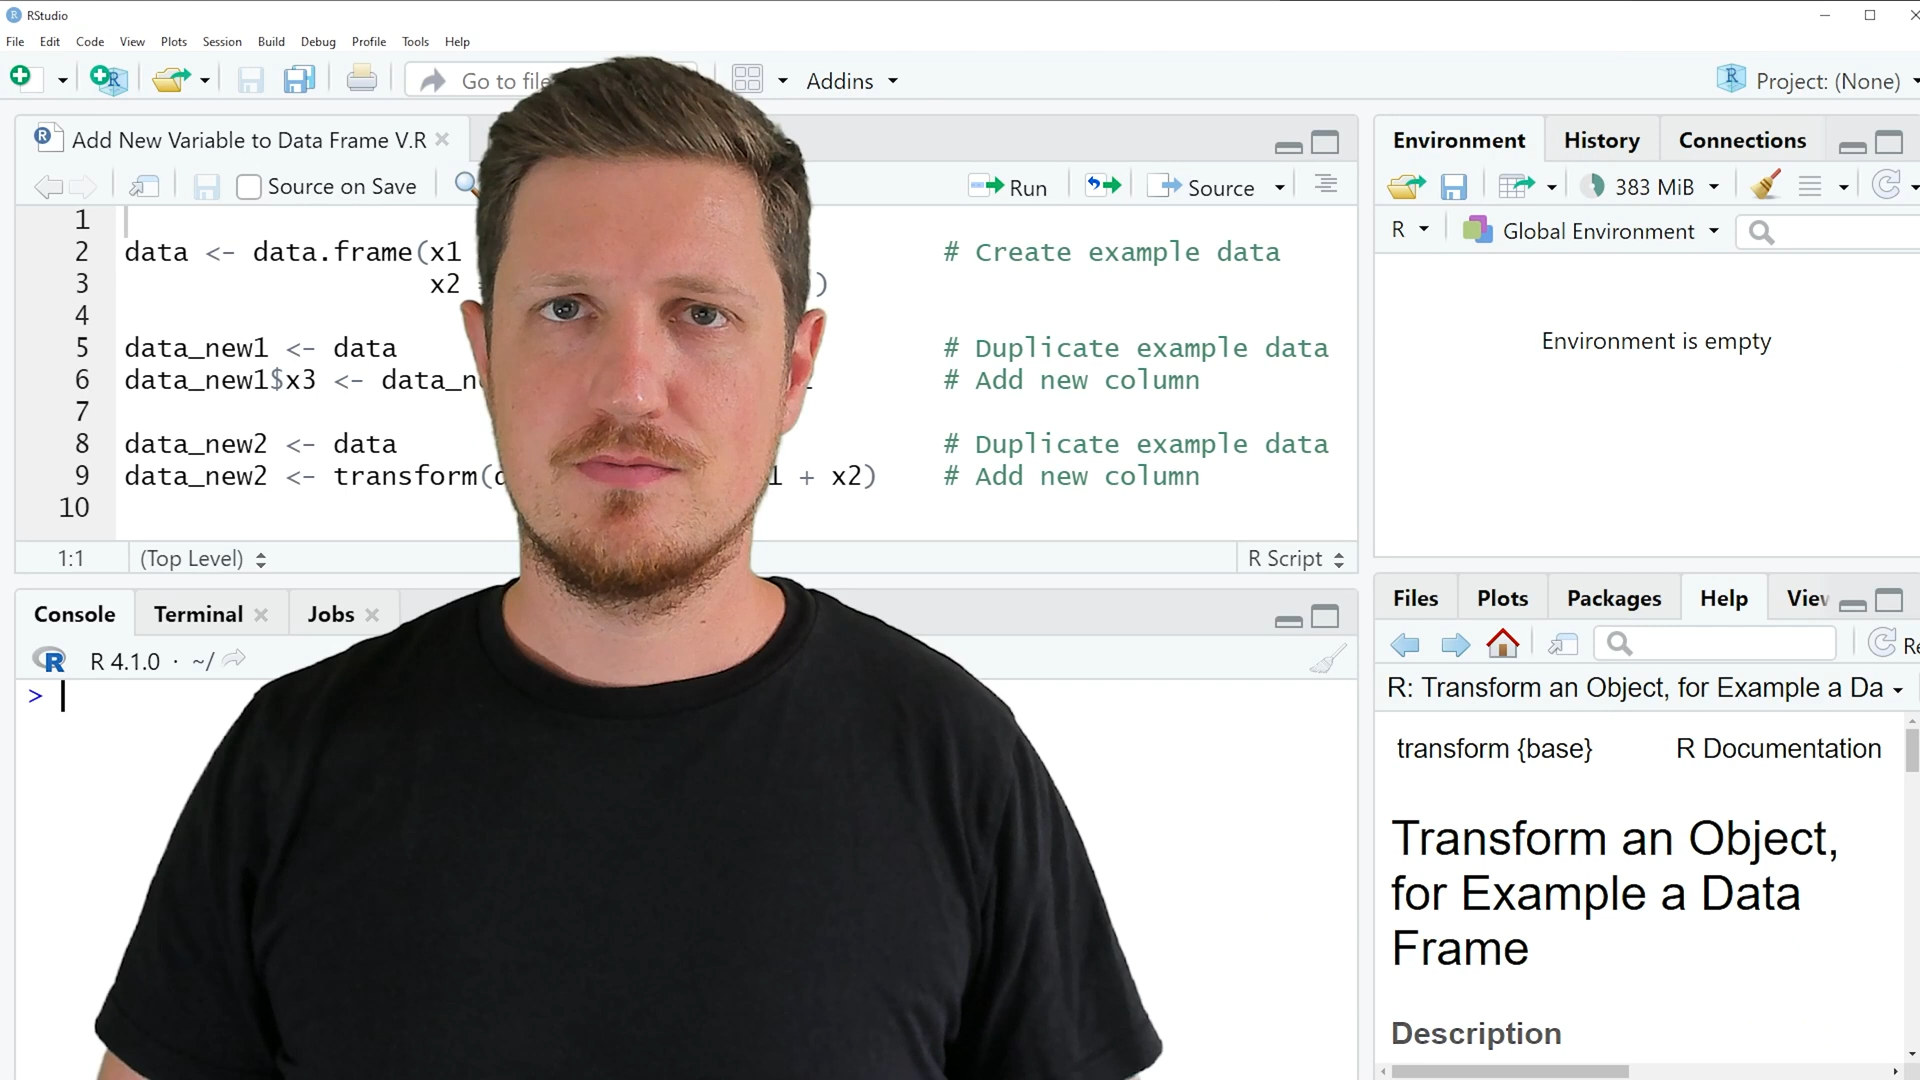 RStudio
File Edit Code View Plots Session Build Debug Profile Tools Help
Go to file Addins Project: (None)
Add New Variable to Data Frame V.R
Source on Save Run Source
1
2 data <- data.frame(x1 # Create example data
3 x2 )
4
5 data_new1 <- data # Duplicate example data
6 data_new1$x3 <- # Add new column
7
8 data_new2 <- data # Duplicate example data
9 data_new2 <- transform( + x2) # Add new column
10
1:1 (Top Level) R Script
Console Terminal Jobs
R 4.1.0 · ~/
>
Environment History Connections
383 MiB
R Global Environment
Environment is empty
Files Plots Packages Help
R: Transform an Object, for Example a Da
transform {base} R Documentation
Transform an Object,
for Example a Data
Frame
Description